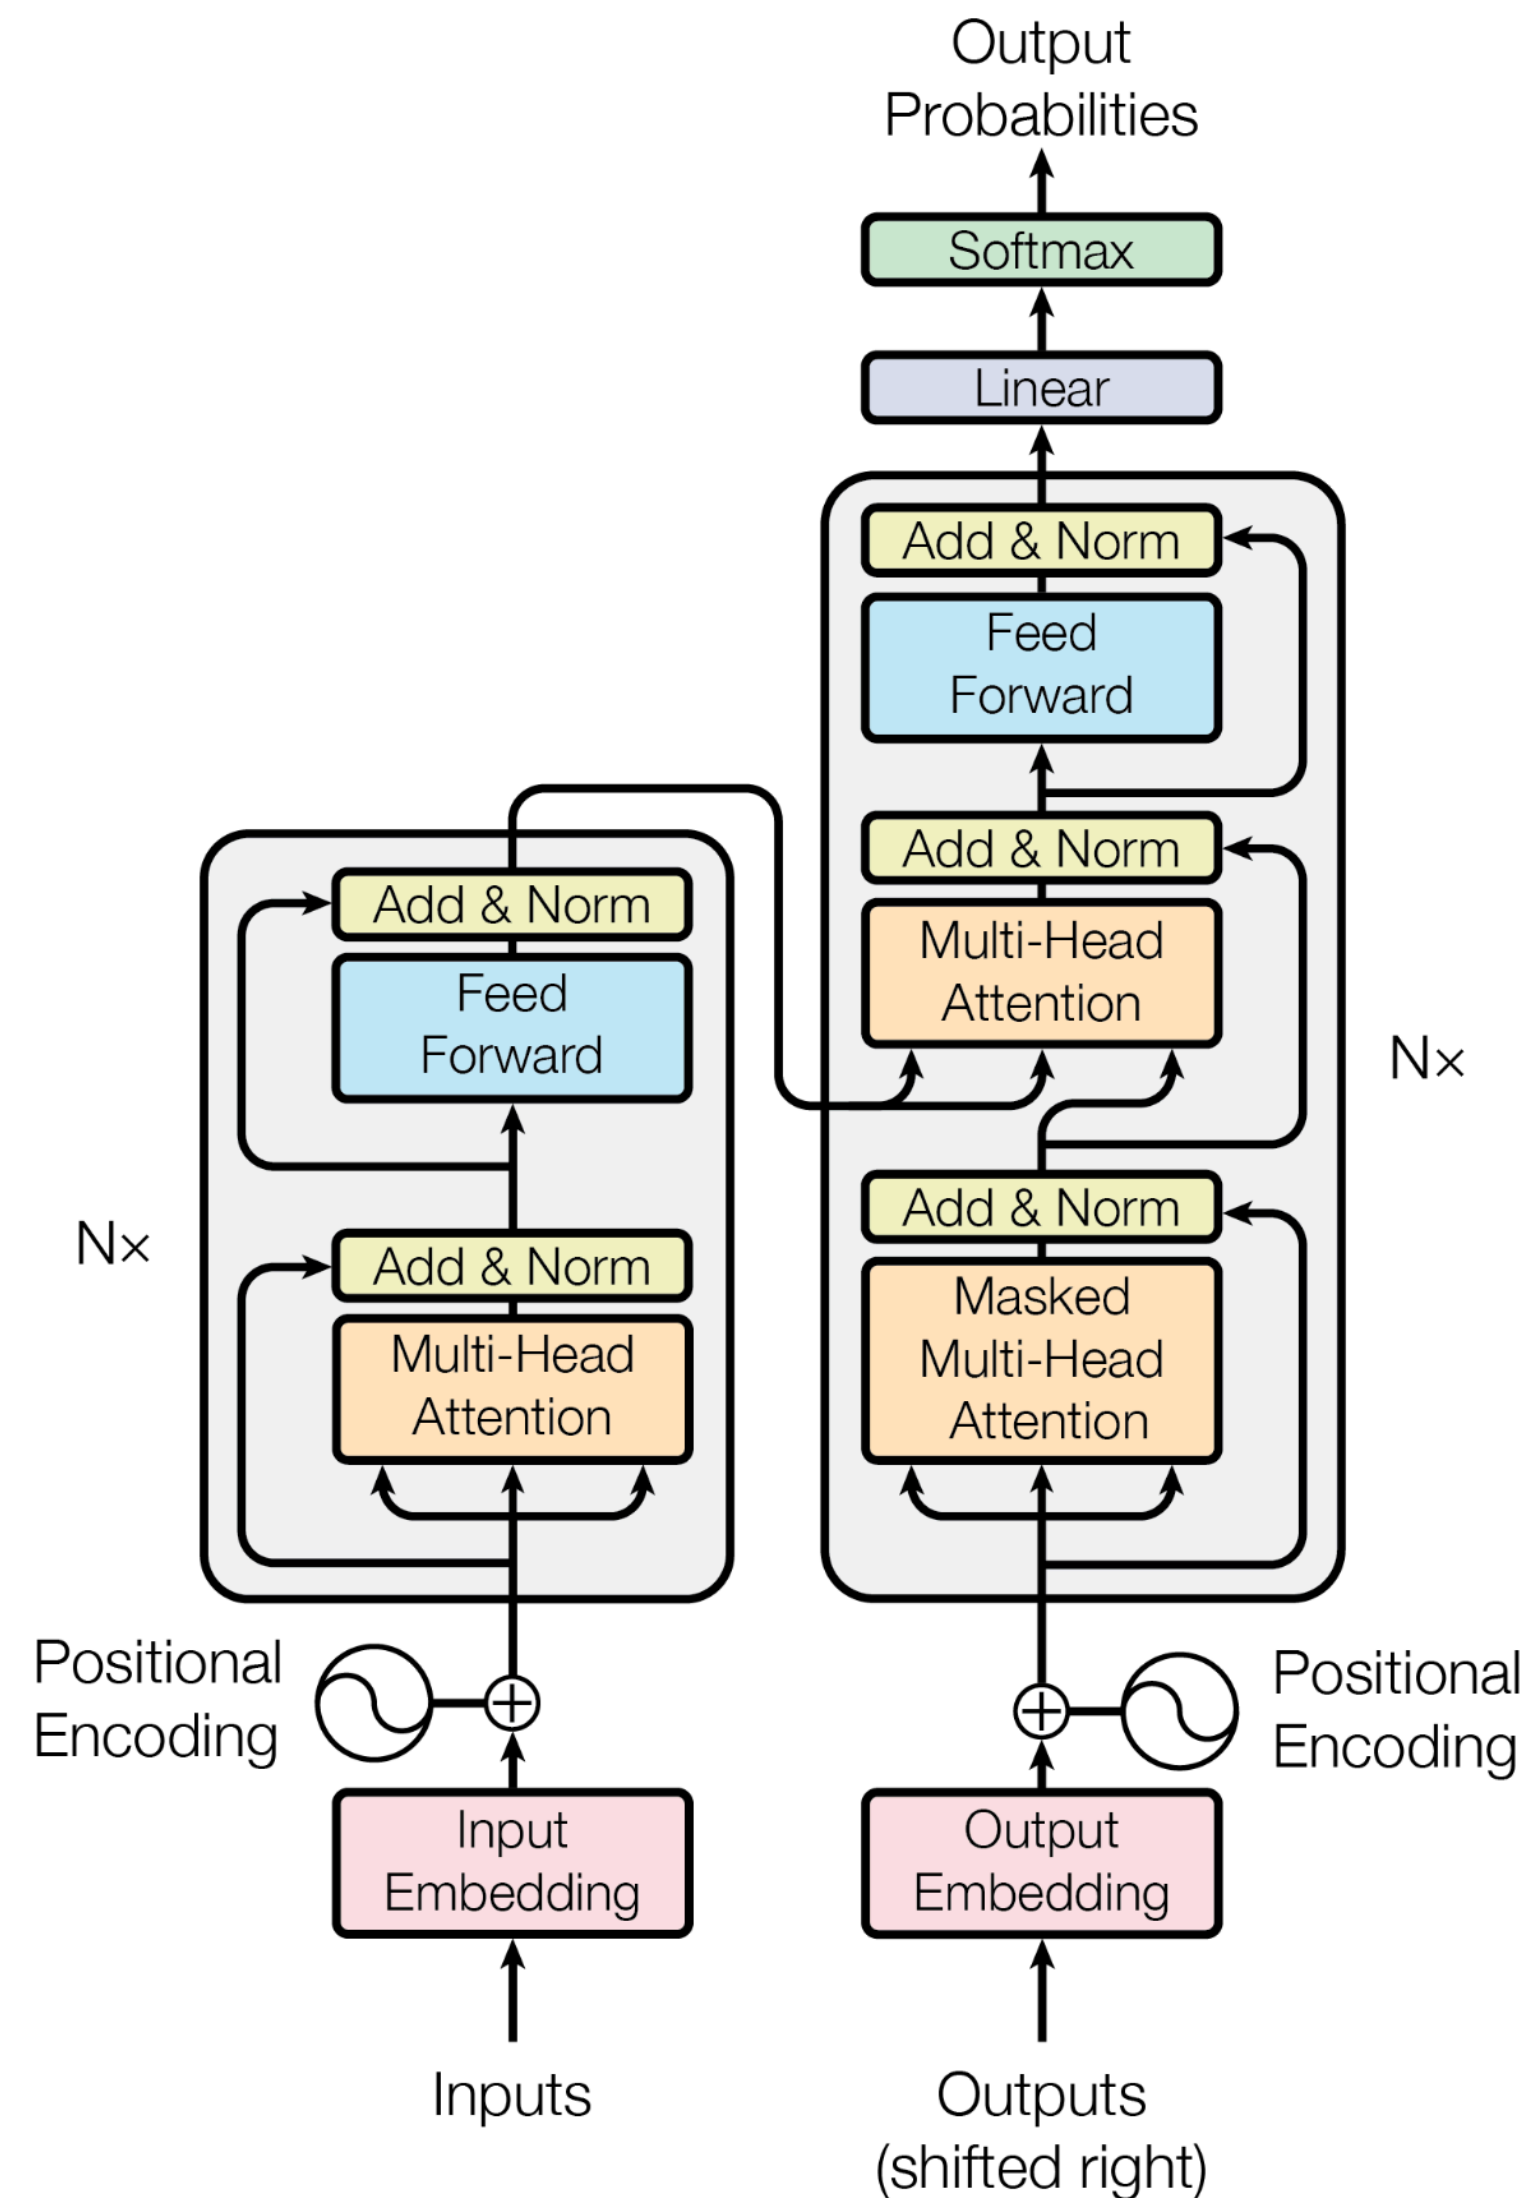 Output
Probabilities
Softmax
Linear
Add & Norm
Feed
Forward
Add & Norm
Multi-Head
Attention
N×
Add & Norm
Masked
Multi-Head
Attention
Add & Norm
Feed
Forward
N×
Add & Norm
Multi-Head
Attention
Positional
Encoding
Positional
Encoding
Input
Embedding
Output
Embedding
Inputs
Outputs
(shifted right)